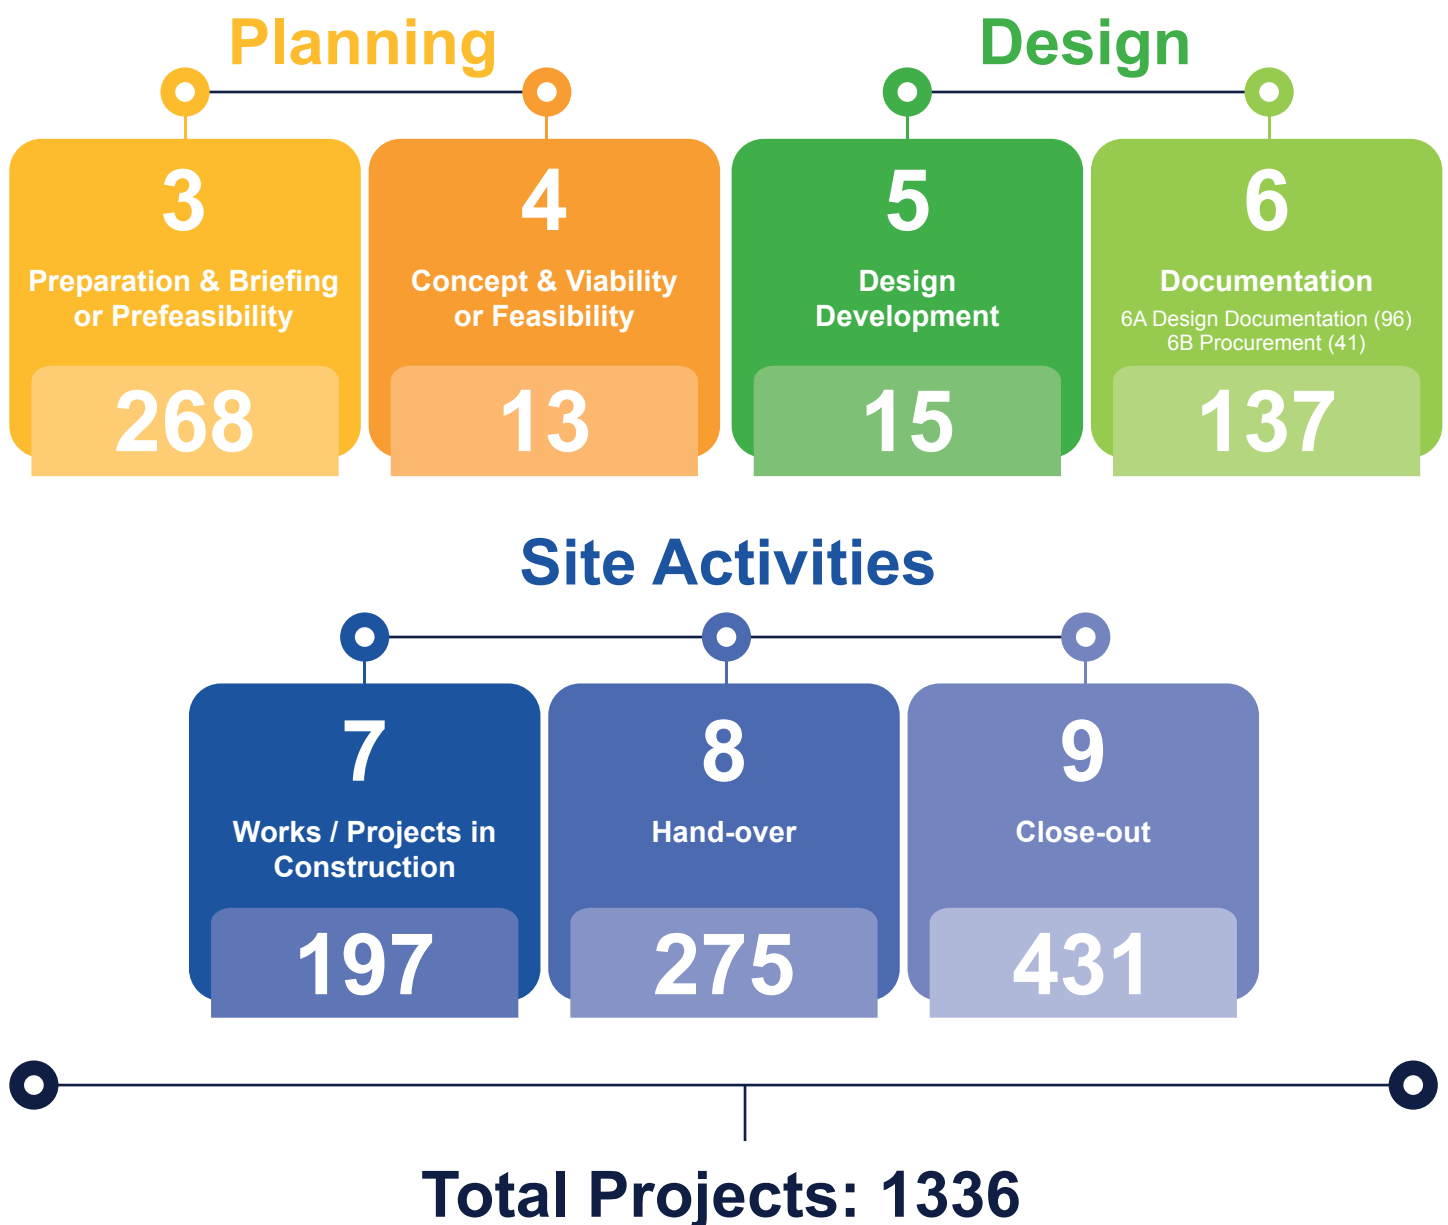 Planning
Design
3
Preparation & Briefing
or Prefeasibility
268
4
Concept & Viability
or Feasibility
13
5
Design
Development
15
6
Documentation
6A Design Documentation (96)
6B Procurement (41)
137
Site Activities
7
Works / Projects in
Construction
197
8
Hand-over
275
9
Close-out
431
Total Projects: 1336